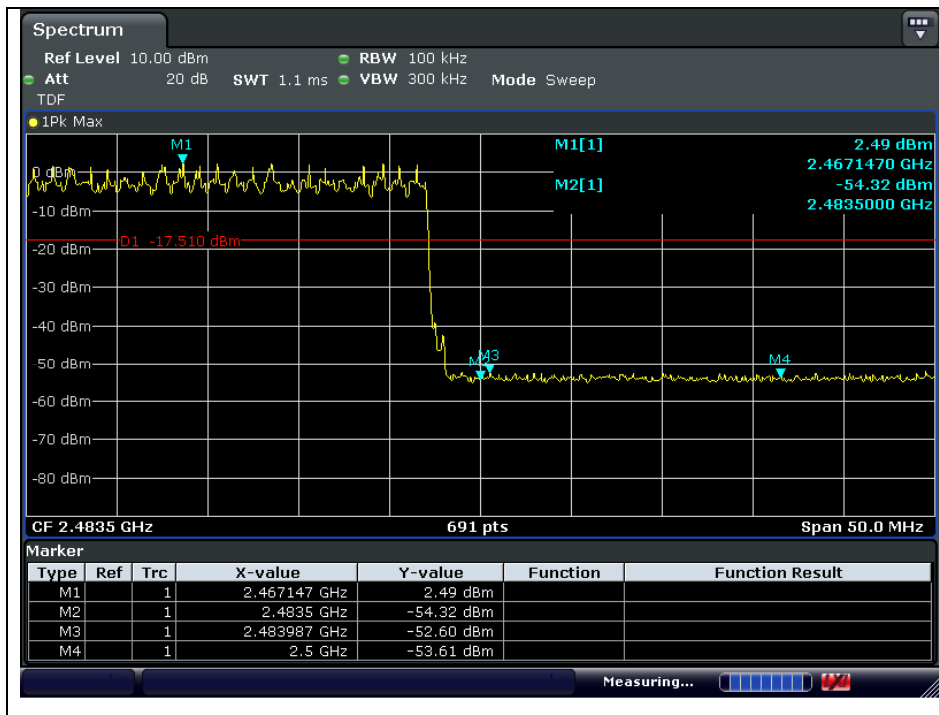 Spectrum
Ref Level 10.00 dBm RBW 100 kHz
Att 20 dB SWT 1.1 ms VBW 300 kHz Mode Sweep
TDF
1Pk Max
M1 M1[1] 2.49 dBm
2.4671470 GHz
0 dBm M2[1] -54.32 dBm
2.4835000 GHz
-10 dBm
D1 -17.510 dBm
-20 dBm
-30 dBm
-40 dBm
M3
M4
50 dBm
-60 dBm
-70 dBm
-80 dBm
CF 2.4835 GHz 691 pts Span 50.0 MHz
Marker
Type Ref Trc X-value Y-value Function Function Result
M1 1 2.467147 GHz 2.49 dBm
M2 1 2.4835 GHz -54.32 dBm
M3 1 2.483987 GHz -52.60 dBm
M4 1 2.5 GHz -53.61 dBm
Measuring...